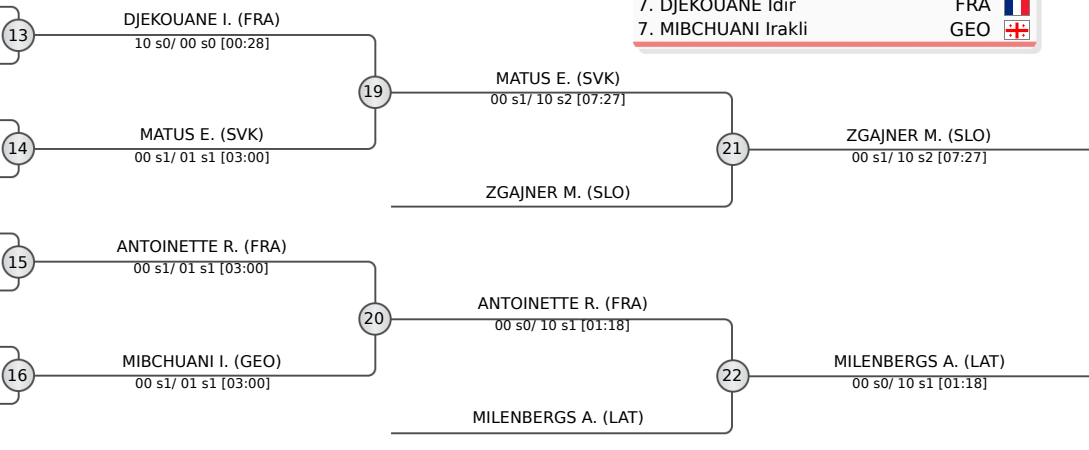 7. DJEKOUANE Idir FRA
7. MIBCHUANI Irakli GEO
13
DJEKOUANE I. (FRA)
10 s0/ 00 s0 [00:28]
19
MATUS E. (SVK)
00 s1/ 10 s2 [07:27]
14
MATUS E. (SVK)
00 s1/ 01 s1 [03:00]
21
ZGAJNER M. (SLO)
00 s1/ 10 s2 [07:27]
ZGAJNER M. (SLO)
15
ANTOINETTE R. (FRA)
00 s1/ 01 s1 [03:00]
20
ANTOINETTE R. (FRA)
00 s0/ 10 s1 [01:18]
16
MIBCHUANI I. (GEO)
00 s1/ 01 s1 [03:00]
22
MILENBERGS A. (LAT)
00 s0/ 10 s1 [01:18]
MILENBERGS A. (LAT)